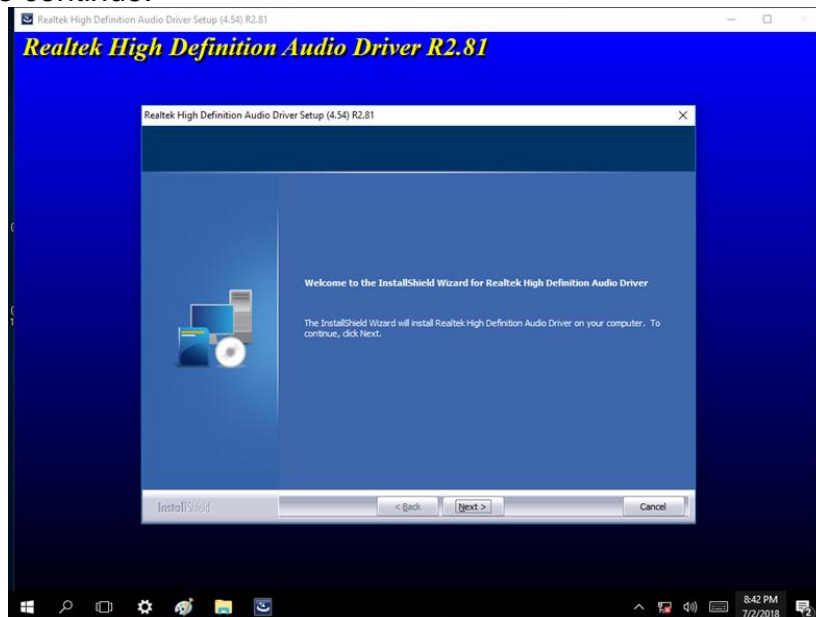 o continue.
Realtek High Definition Audio Driver Setup (4.54) R2.81
Realtek High Definition Audio Driver R2.81
Realtek High Definition Audio Driver Setup (4.54) R2.81
Welcome to the InstallShield Wizard for Realtek High Definition Audio Driver
The InstallShield Wizard will install Realtek High Definition Audio Driver on your computer. To
continue, click Next.
InstallShield
< Back
Next >
Cancel
8:42 PM
7/2/2018
2